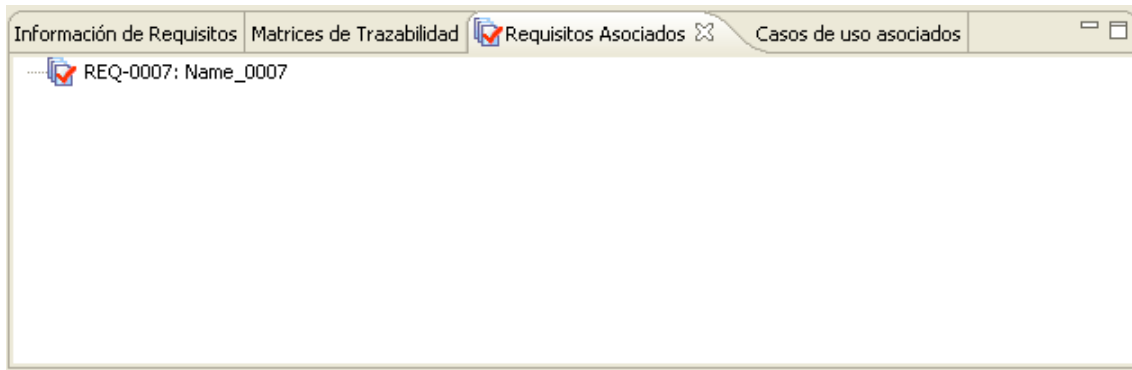 Información de Requisitos Matrices de Trazabilidad Requisitos Asociados Casos de uso asociados
REQ-0007: Name_0007